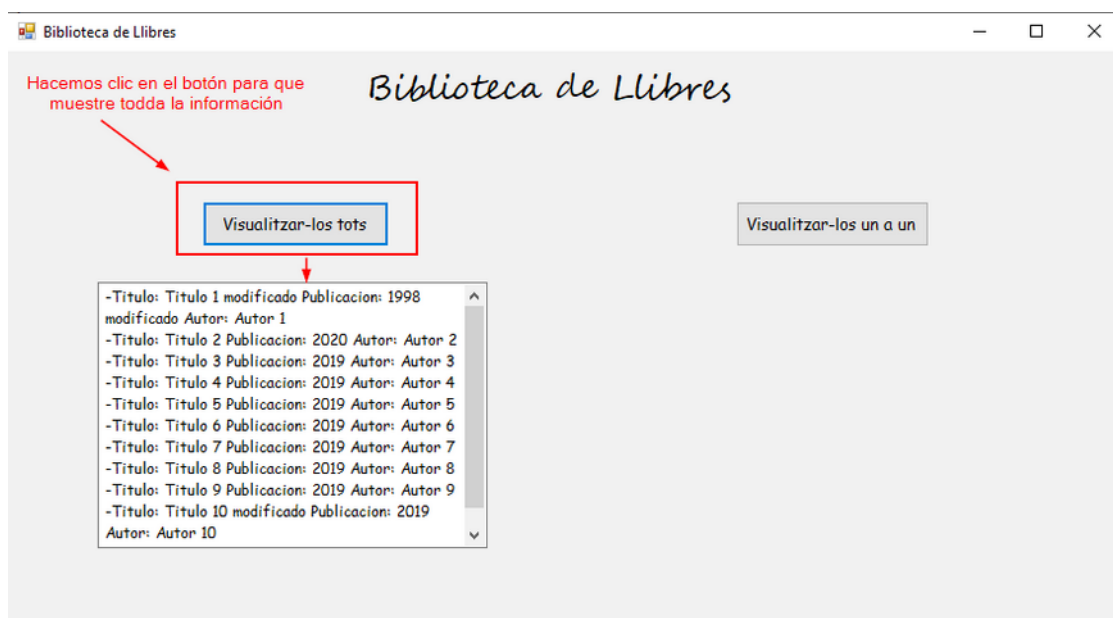 Biblioteca de Llibres
Hacemos clic en el botón para que
muestre todda la información
Biblioteca de Llibres
Visualitzar-los tots
Visualitzar-los un a un
-Titulo: Titulo 1 modificado Publicacion: 1998
modificado Autor: Autor 1
-Titulo: Titulo 2 Publicacion: 2020 Autor: Autor 2
-Titulo: Titulo 3 Publicacion: 2019 Autor: Autor 3
-Titulo: Titulo 4 Publicacion: 2019 Autor: Autor 4
-Titulo: Titulo 5 Publicacion: 2019 Autor: Autor 5
-Titulo: Titulo 6 Publicacion: 2019 Autor: Autor 6
-Titulo: Titulo 7 Publicacion: 2019 Autor: Autor 7
-Titulo: Titulo 8 Publicacion: 2019 Autor: Autor 8
-Titulo: Titulo 9 Publicacion: 2019 Autor: Autor 9
-Titulo: Titulo 10 modificado Publicacion: 2019
Autor: Autor 10